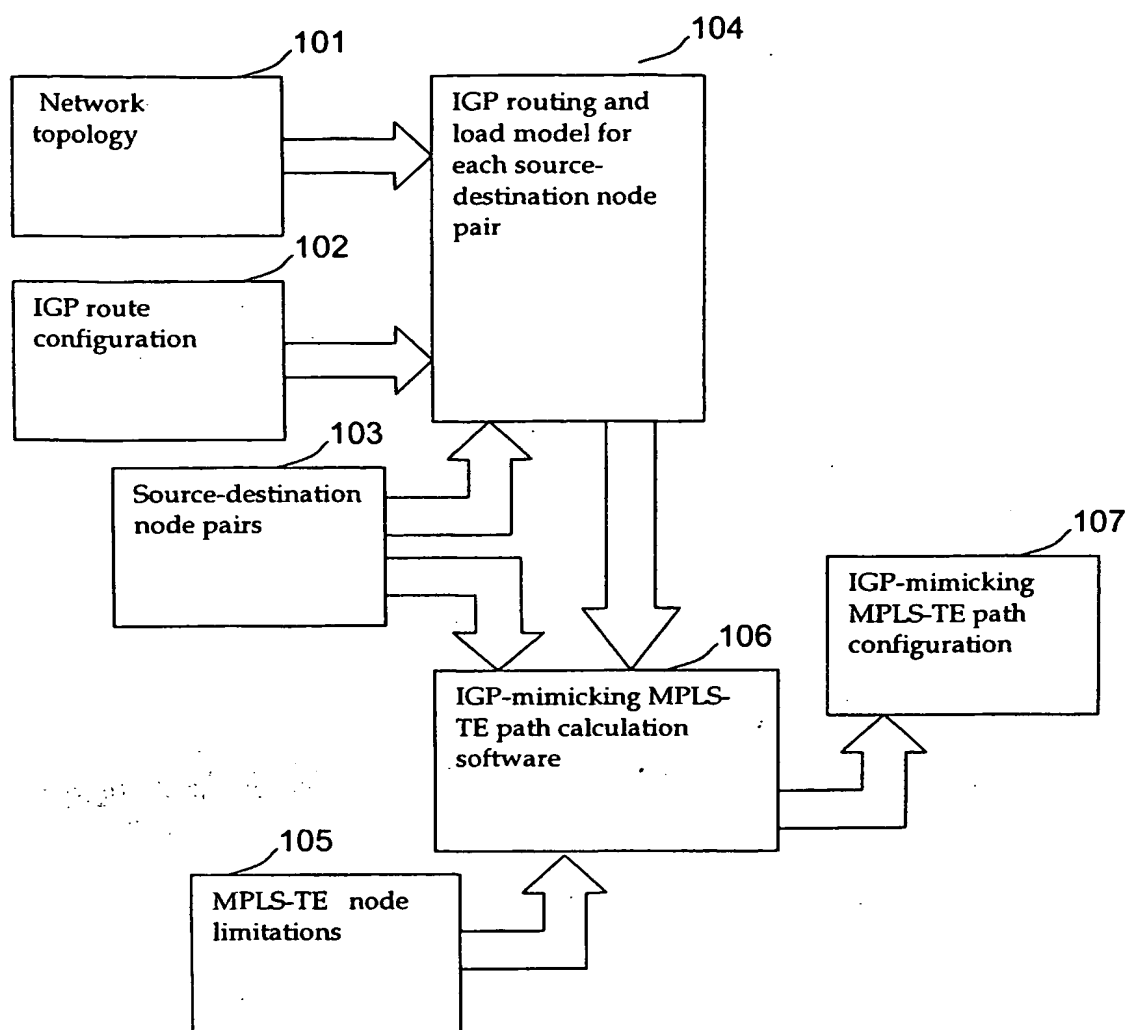 101
Network
topology
104
IGP routing and
load model for
each source-
destination node
pair
102
IGP route
configuration
103
Source-destination
node pairs
107
IGP-mimicking
MPLS-TE path
configuration
106
IGP-mimicking MPLS-
TE path calculation
software
105
MPLS-TE node
limitations